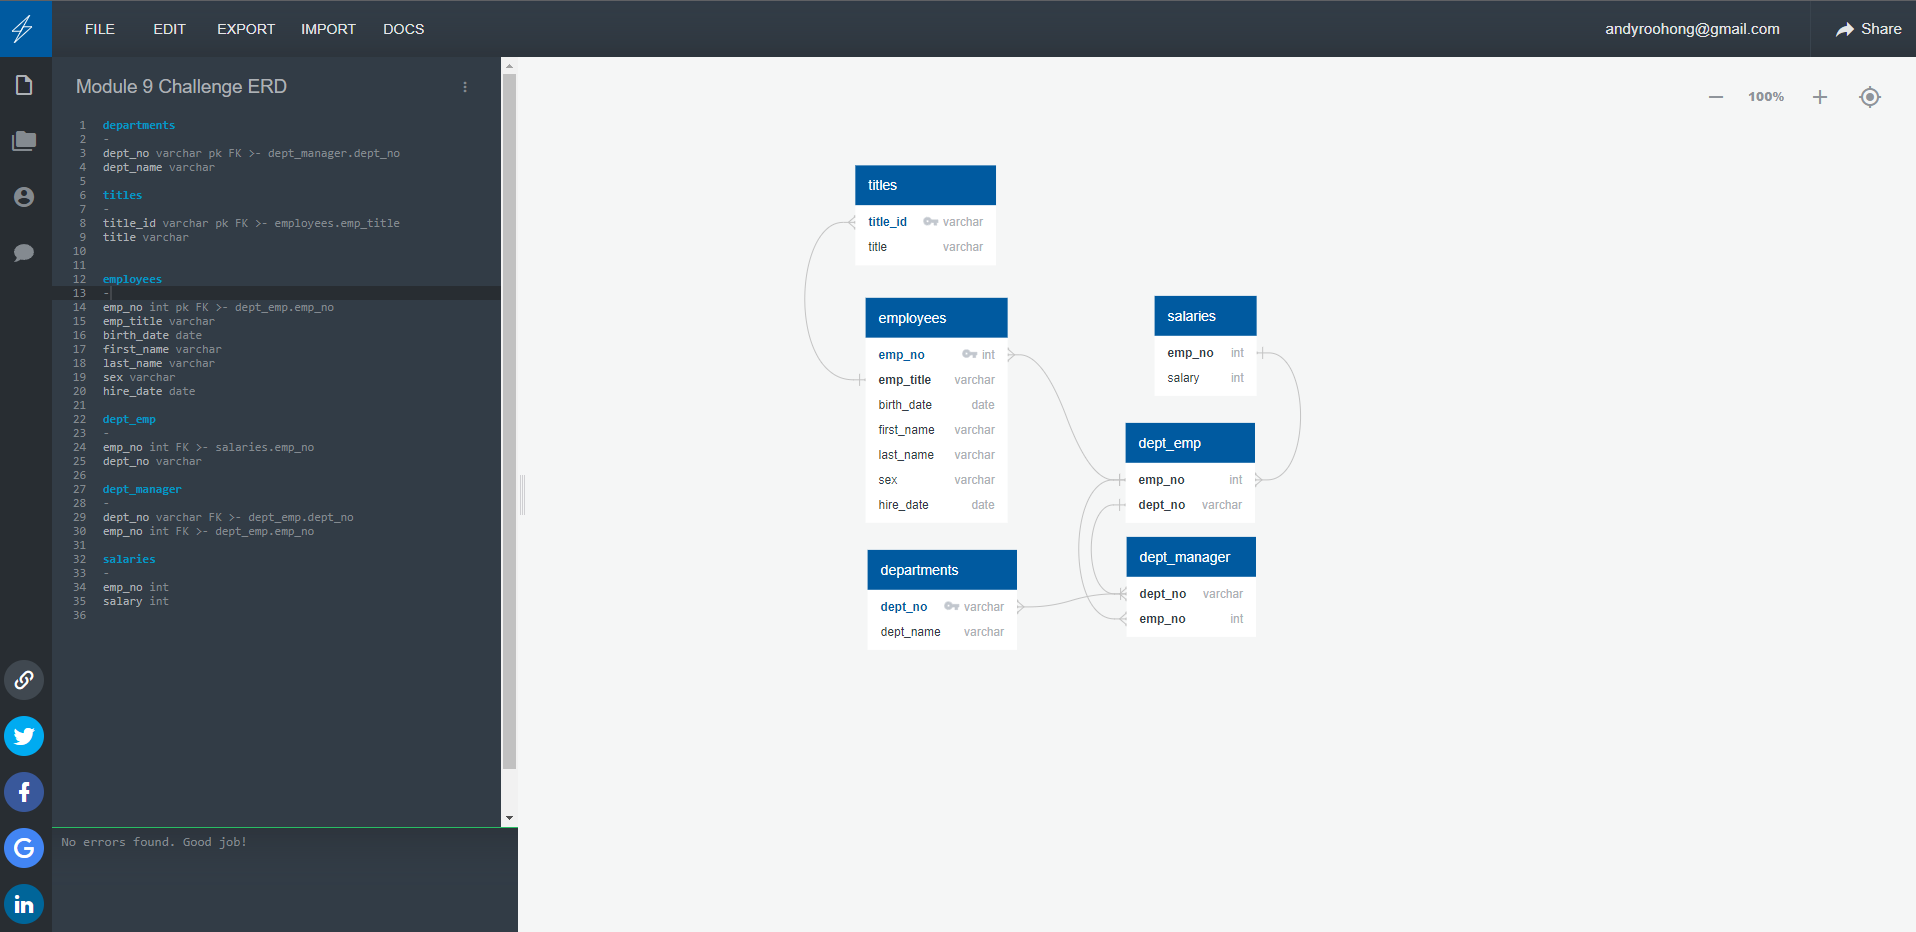 FILE EDIT EXPORT IMPORT DOCS andyroohong@gmail.com Share
Module 9 Challenge ERD
1 departments
2 -
3 dept_no varchar pk FK >- dept_manager.dept_no
4 dept_name varchar
5
6 titles
7 -
8 title_id varchar pk FK >- employees.emp_title
9 title varchar
10
11
12 employees
13 -
14 emp_no int pk FK >- dept_emp.emp_no
15 emp_title varchar
16 birth_date date
17 first_name varchar
18 last_name varchar
19 sex varchar
20 hire_date date
21
22 dept_emp
23 -
24 emp_no int FK >- salaries.emp_no
25 dept_no varchar
26
27 dept_manager
28 -
29 dept_no varchar FK >- dept_emp.dept_no
30 emp_no int FK >- dept_emp.emp_no
31
32 salaries
33 -
34 emp_no int
35 salary int
36
No errors found. Good job!
100%
titles
title_id varchar
title varchar
employees
emp_no int
emp_title varchar
birth_date date
first_name varchar
last_name varchar
sex varchar
hire_date date
salaries
emp_no int
salary int
dept_emp
emp_no int
dept_no varchar
departments
dept_no varchar
dept_name varchar
dept_manager
dept_no varchar
emp_no int